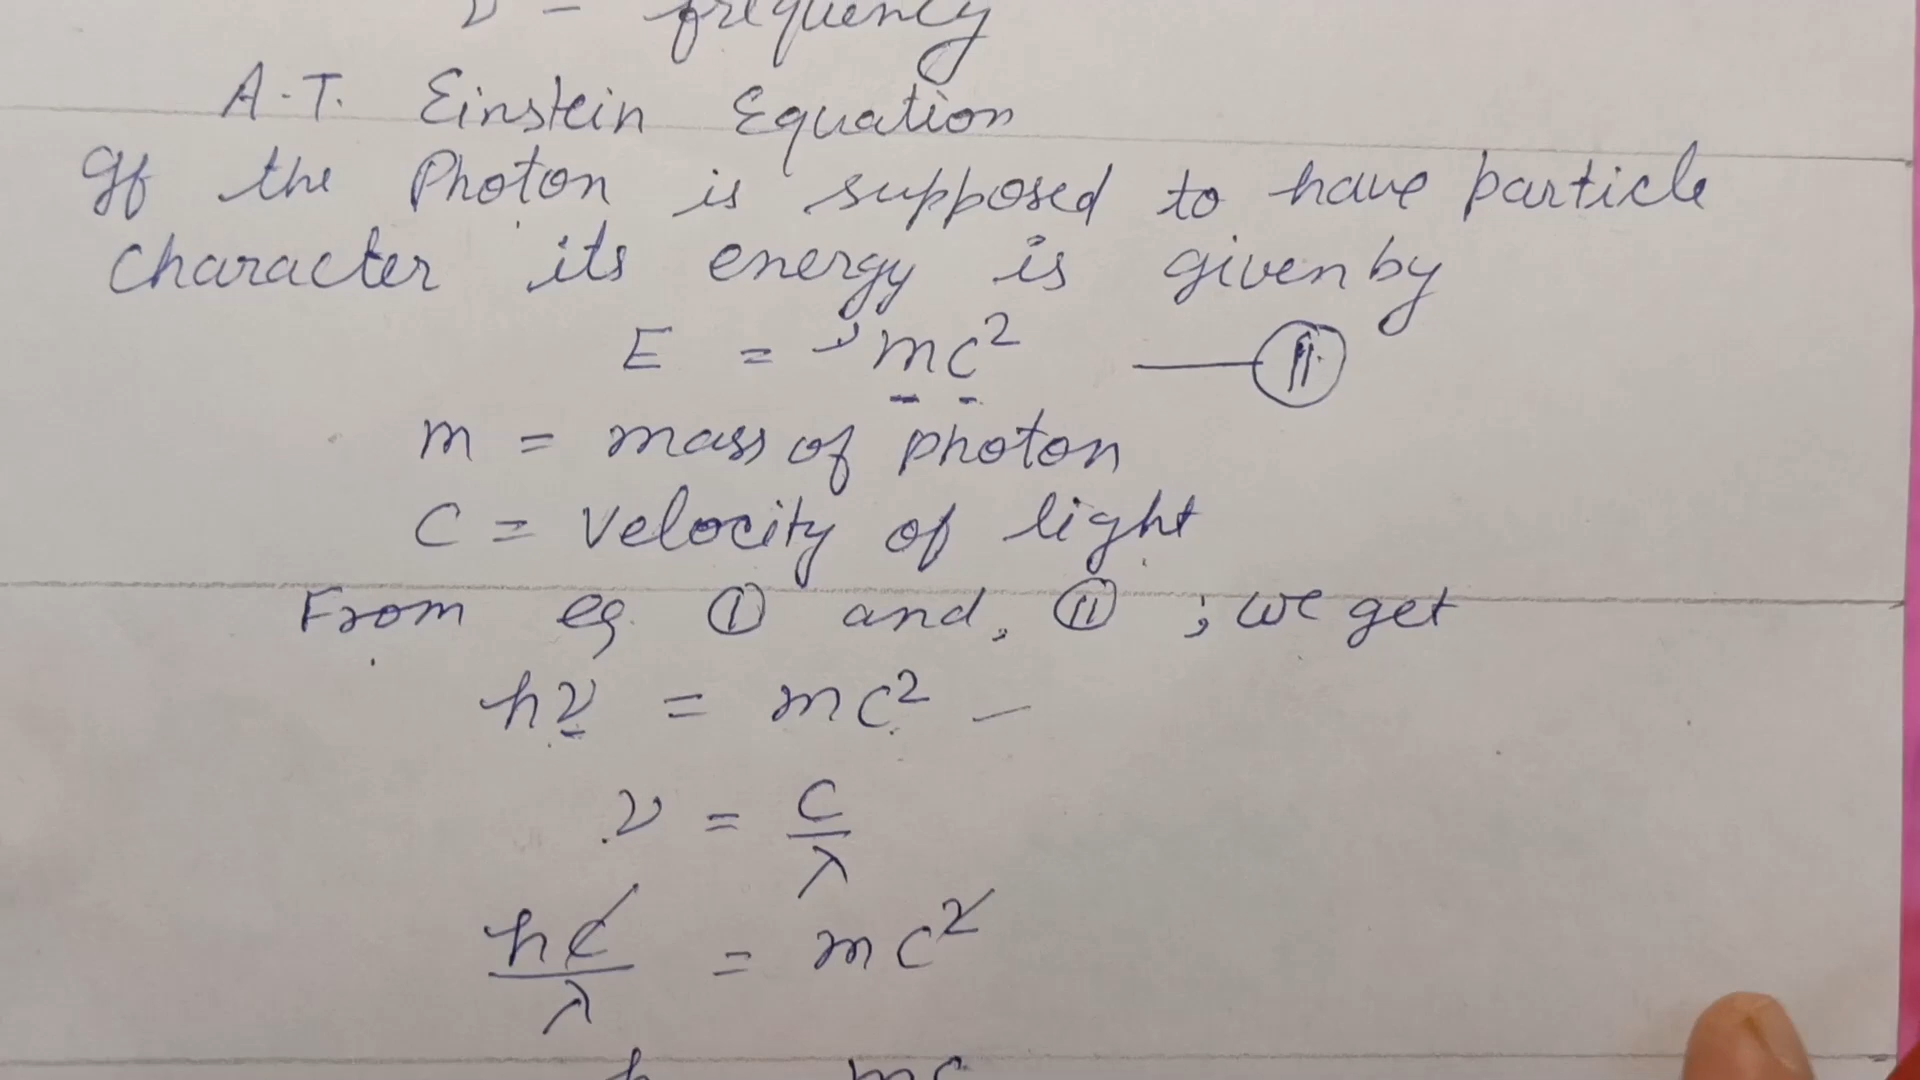 ν - frequency
A.T. Einstein Equation
If the Photon is supposed to have particle
character its energy is given by
E = mc² — (II)
m = mass of photon
C = Velocity of light
From eq. (I) and, (II) ; we get
hν = mc² –
ν = c/λ
hc/λ = mc²
h mc